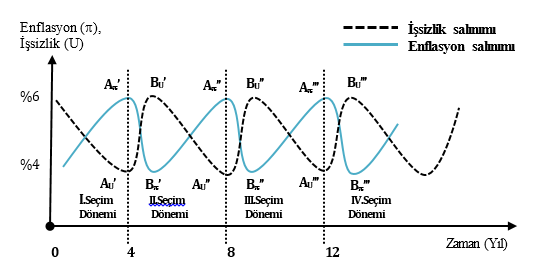 Enflasyon (π),
İşsizlik (U)
İşsizlik salınımı
Enflasyon salınımı
Aπ' BU' Aπ'' BU'' Aπ''' BU'''
%6
%4
AU' Bπ' AU'' Bπ'' AU''' Bπ'''
I.Seçim
Dönemi
II.Seçim
Dönemi
III.Seçim
Dönemi
IV.Seçim
Dönemi
Zaman (Yıl)
0 4 8 12